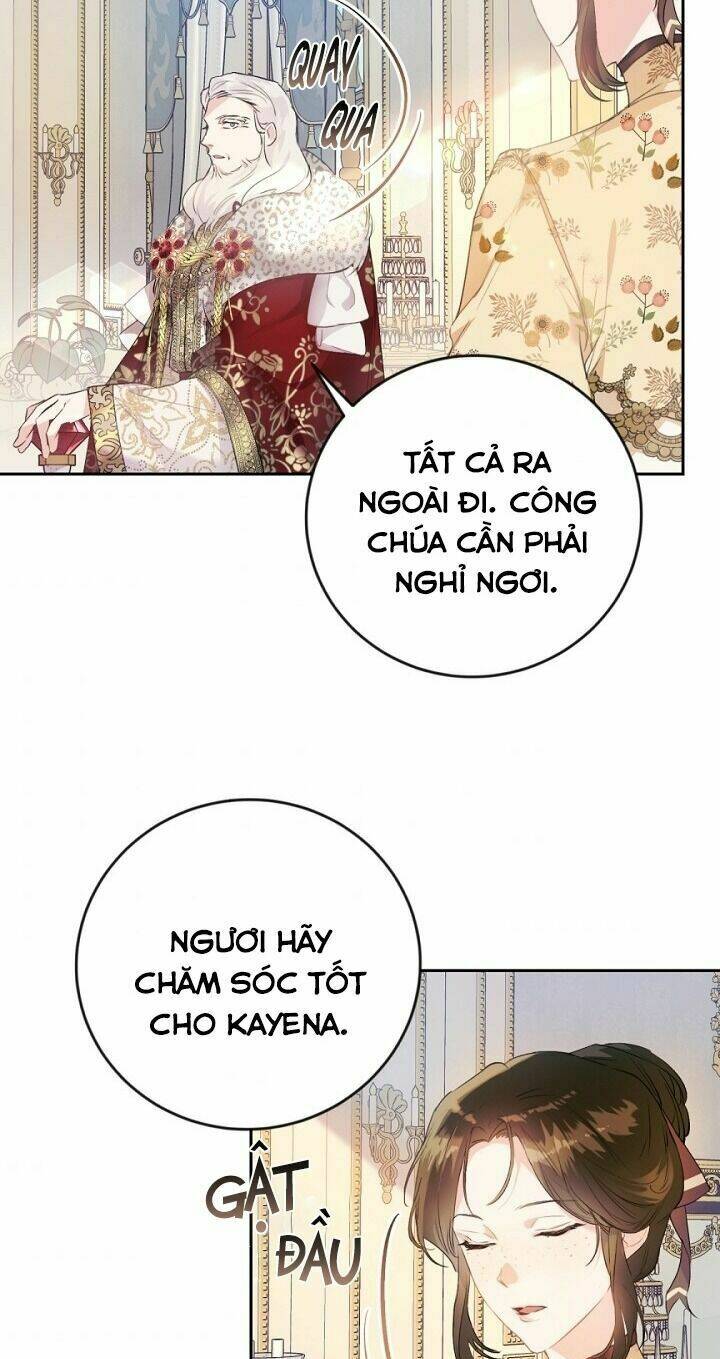 QUAY
QUA
TẤT CẢ RA
NGOÀI ĐI. CÔNG
CHÚA CẦN PHẢI
NGHỈ NGƠI.
NGƯƠI HÃY
CHĂM SÓC TỐT
CHO KAYENA.
GẬT
ĐẦU